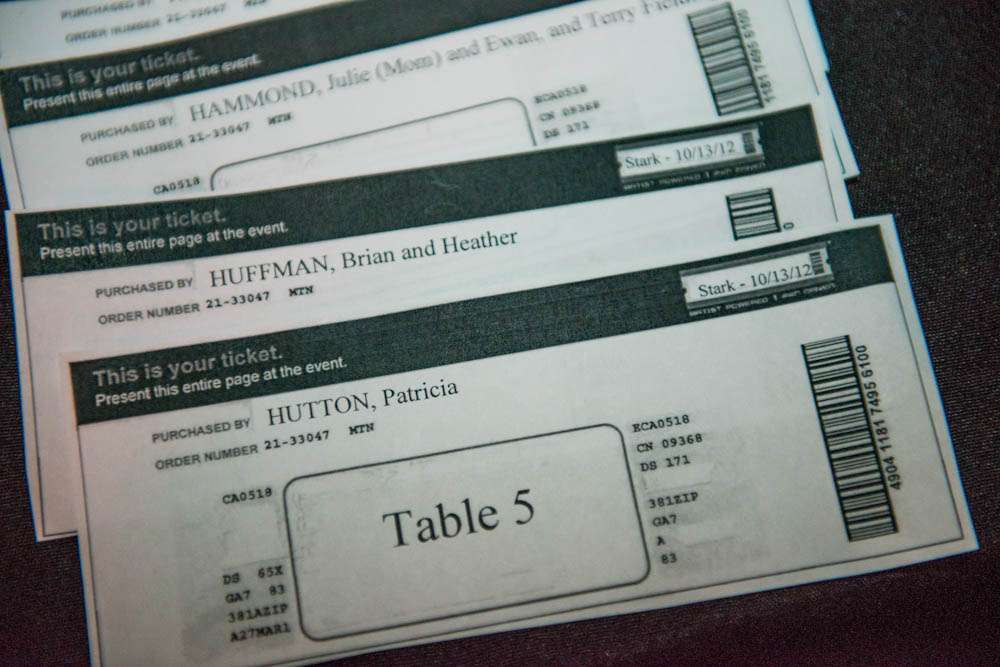 PURCHASED BY
ORDER NUMBER 21-33047 MTN
This is your ticket.
Present this entire page at the event.
PURCHASED BY HAMMOND, Julie (Mom) and Ewan, and Terry
ORDER NUMBER 21-33047 MTN
CA0518
ECA0518
CN 09368
DS 171
1181 7495 6100
This is your ticket.
Present this entire page at the event.
Stark - 10/13/12
PURCHASED BY HUFFMAN, Brian and Heather
ORDER NUMBER 21-33047 MTN
0
This is your ticket.
Present this entire page at the event.
Stark - 10/13/12
PURCHASED BY HUTTON, Patricia
ORDER NUMBER 21-33047 MTN
CA0518
DS 65X
GA7 83
381AZIP
A27MAR1
Table 5
ECA0518
CN 09368
DS 171
381ZIP
GA7
A
83
4904 1181 7495 6100